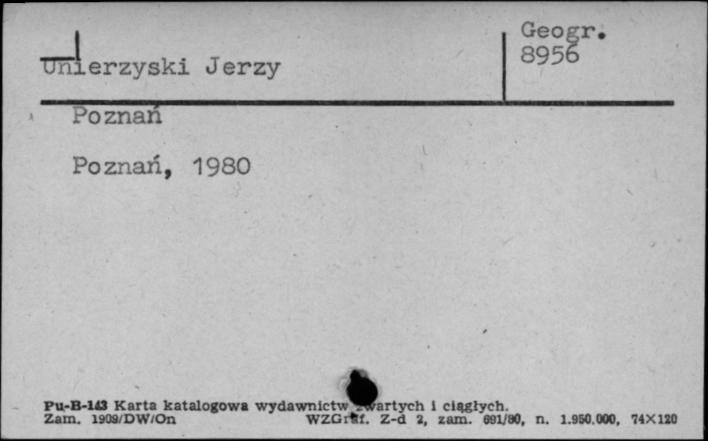 Unierzyski Jerzy
Geogr.
8956
Poznań
Poznań, 1980
Pu-B-143 Karta katalogowa wydawnictw zwartych i ciągłych.
Zam. 1909/DW/On WZGraf. Z-d 2, zam. 691/80, n. 1.950.000, 74X120